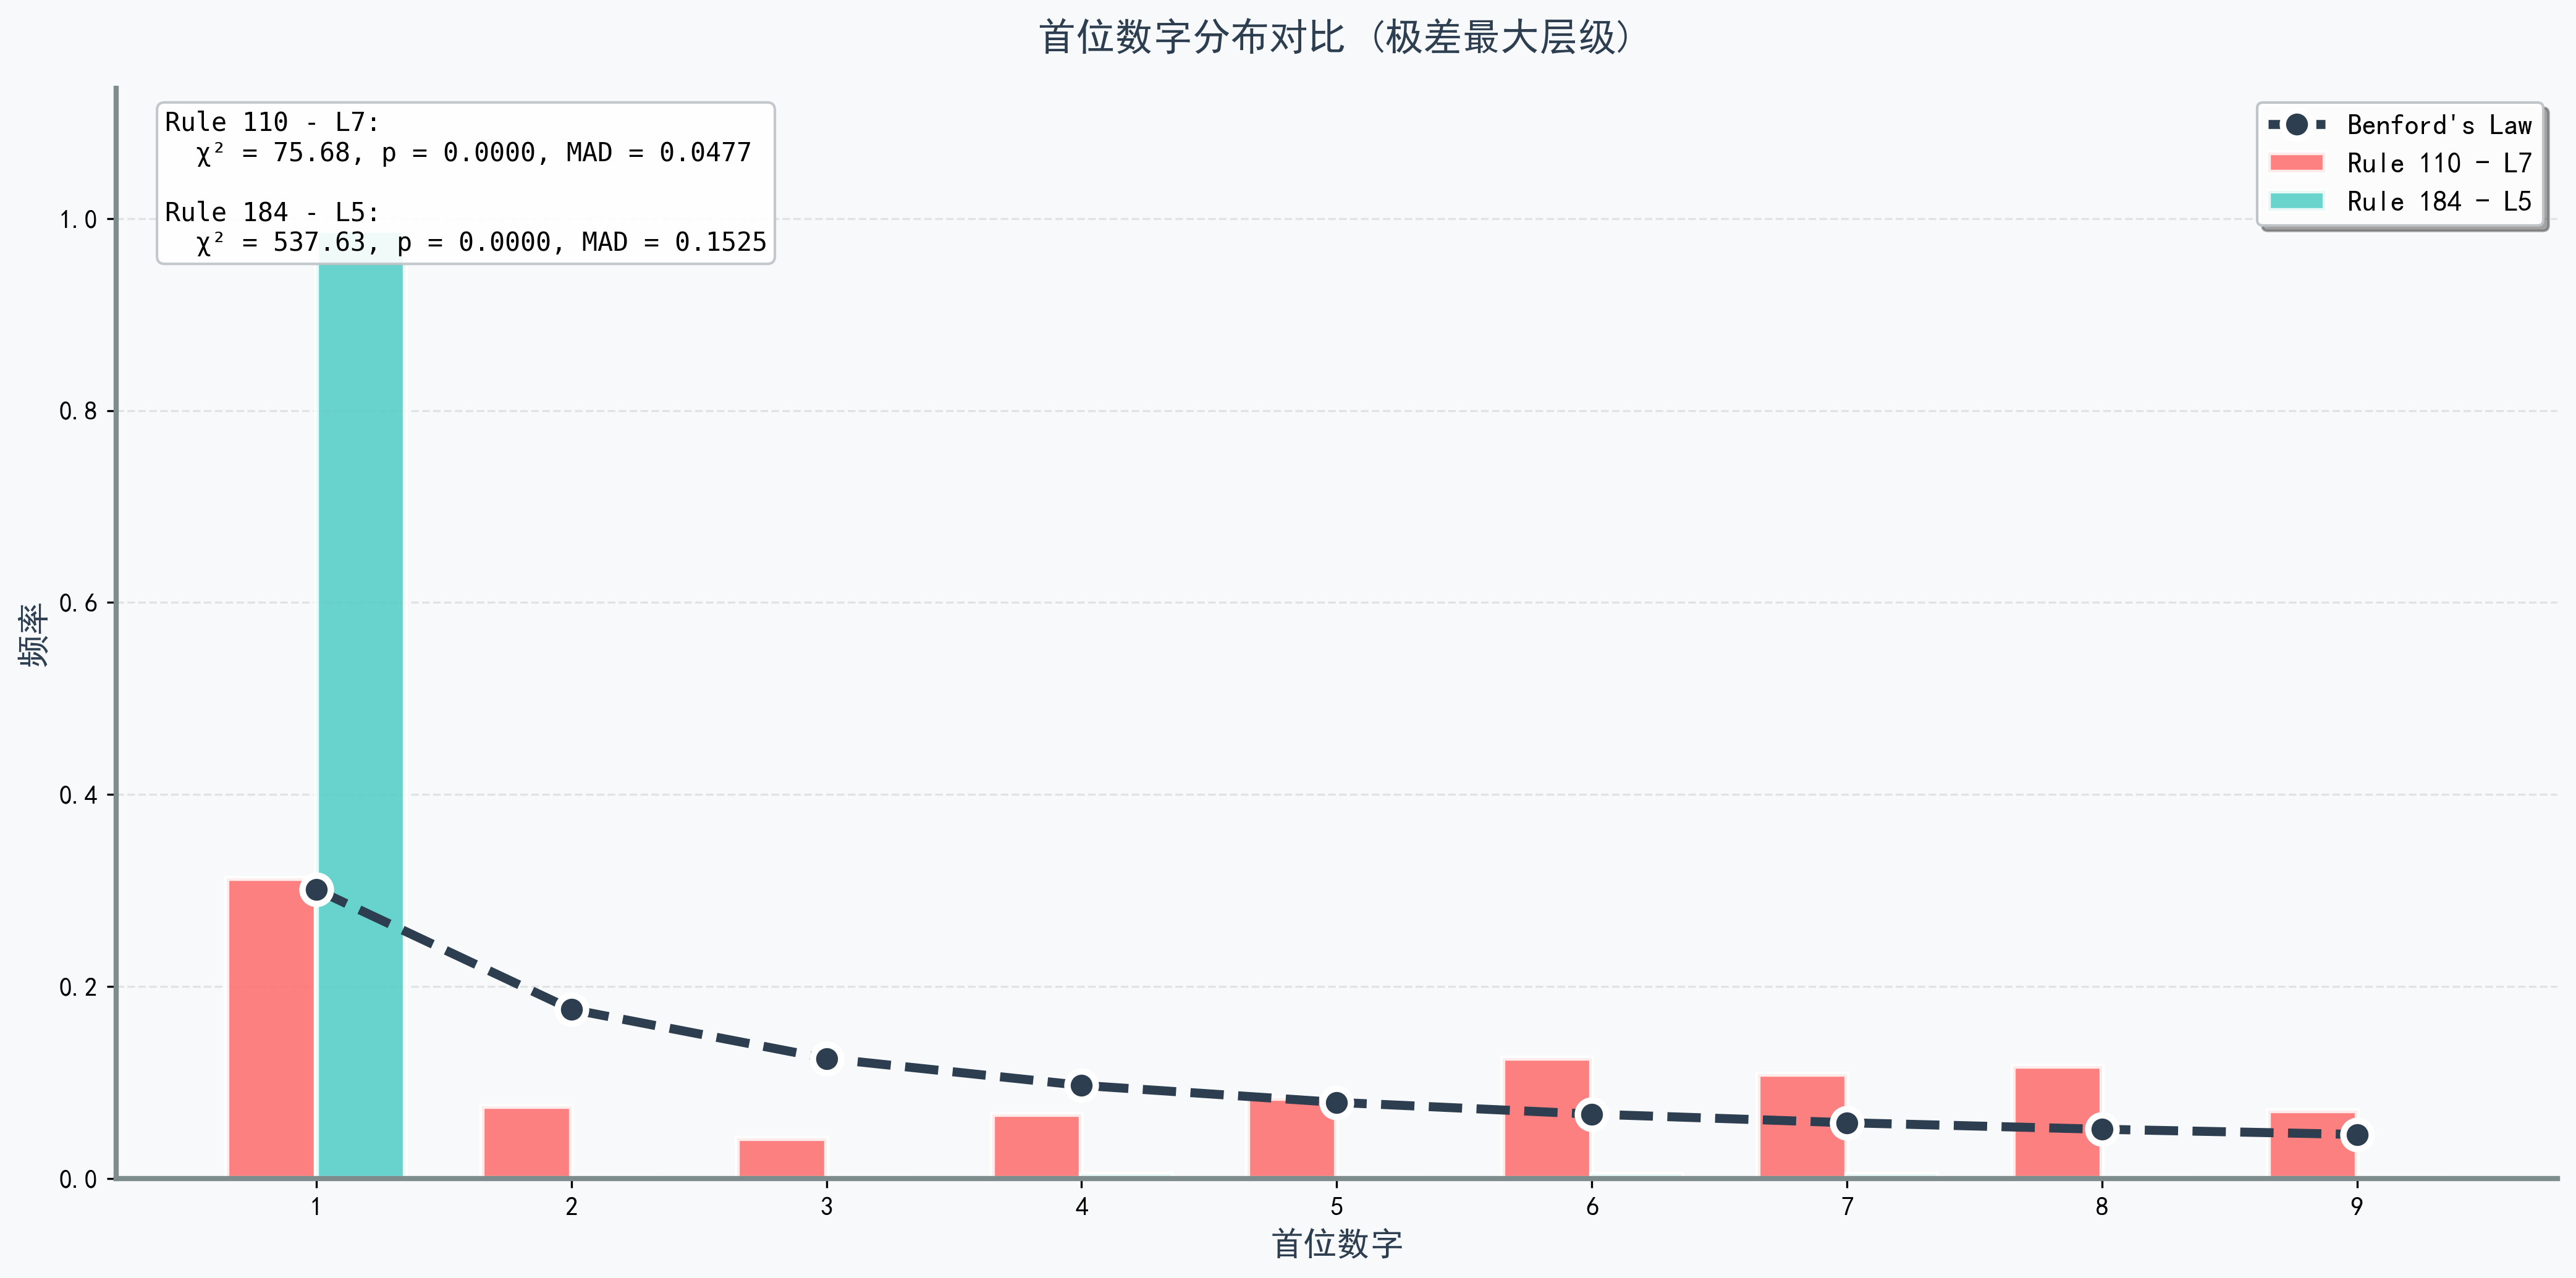 首位数字分布对比 (极差最大层级)
Rule 110 - L7:
χ² = 75.68, p = 0.0000, MAD = 0.0477
Rule 184 - L5:
χ² = 537.63, p = 0.0000, MAD = 0.1525
Benford's Law
Rule 110 - L7
Rule 184 - L5
频率
1.0
0.8
0.6
0.4
0.2
0.0
1 2 3 4 5 6 7 8 9
首位数字